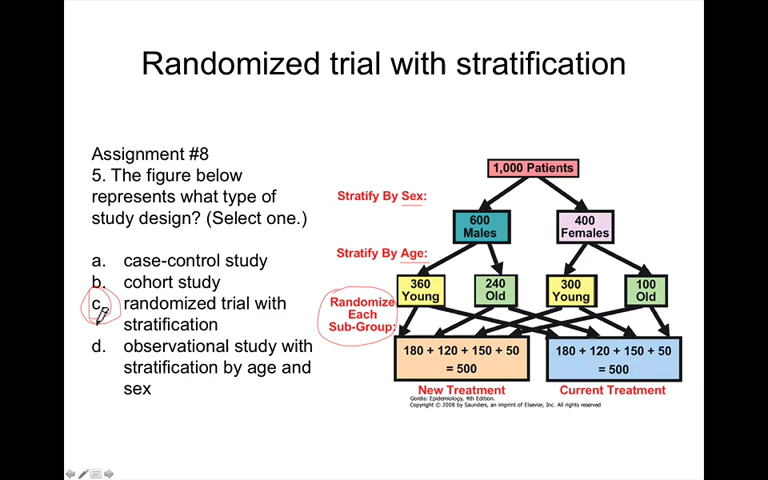 Randomized trial with stratification
Assignment #8
5. The figure below
represents what type of
study design? (Select one.)
a. case-control study
b. cohort study
c. randomized trial with
stratification
d. observational study with
stratification by age and
sex
1,000 Patients
Stratify By Sex:
600
Males
400
Females
Stratify By Age:
360
Young
240
Old
300
Young
100
Old
Randomize
Each
Sub-Group:
180 + 120 + 150 + 50
= 500
180 + 120 + 150 + 50
= 500
New Treatment
Current Treatment
Gordis: Epidemiology, 4th Edition.
Copyright © 2008 by Saunders, an imprint of Elsevier, Inc. All rights reserved